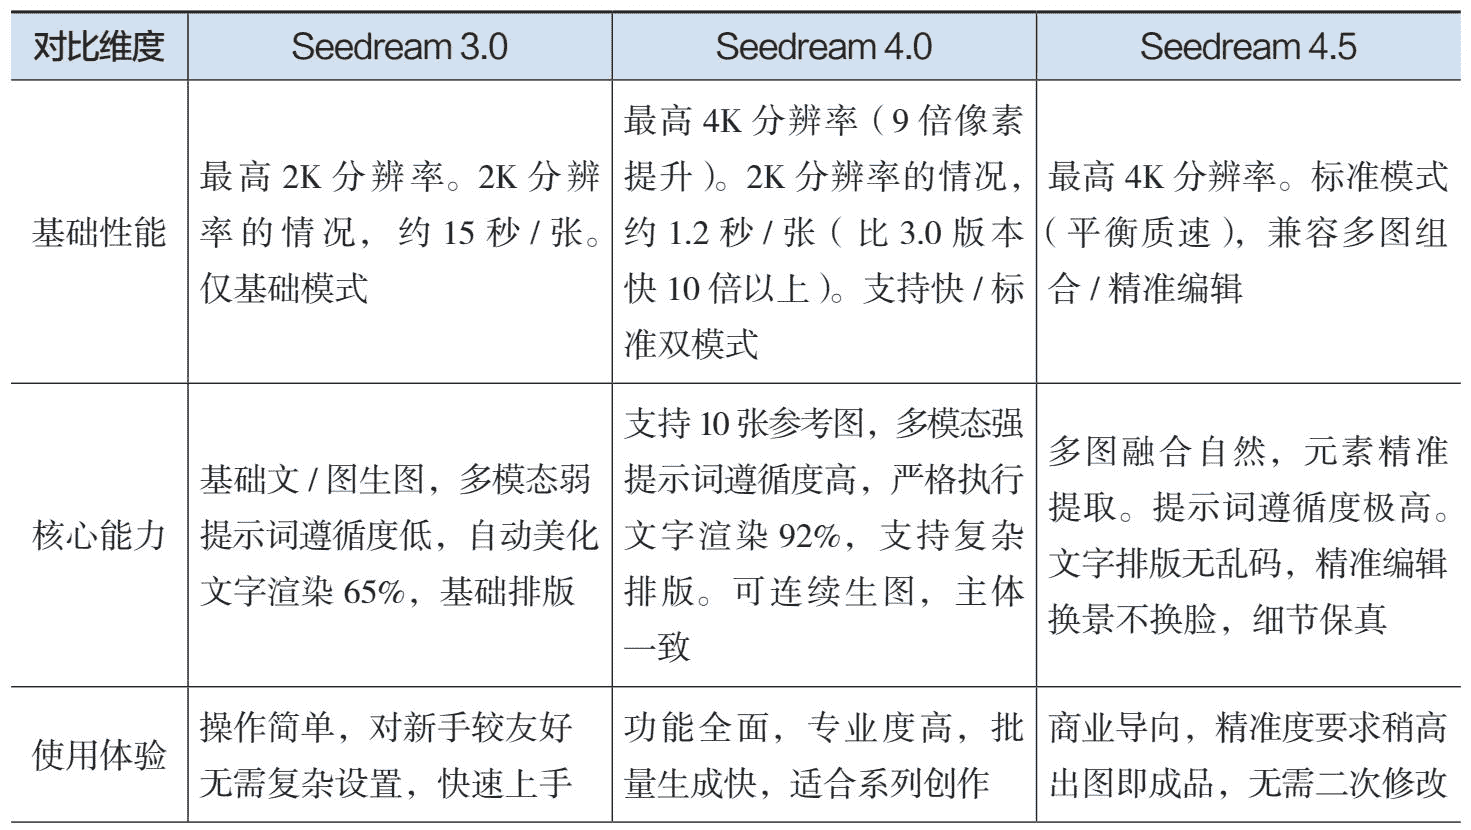 对比维度
Seedream 3.0
Seedream 4.0
Seedream 4.5
基础性能
最高 2K 分辨率。2K 分辨
率的情况，约 15 秒 / 张。
仅基础模式
最高 4K 分辨率（9 倍像素
提升）。2K 分辨率的情况，
约 1.2 秒 / 张（比 3.0 版本
快 10 倍以上）。支持快 / 标
准双模式
最高 4K 分辨率。标准模式
（平衡质速），兼容多图组
合 / 精准编辑
核心能力
基础文 / 图生图，多模态弱
提示词遵循度低，自动美化
文字渲染 65%，基础排版
支持 10 张参考图，多模态强
提示词遵循度高，严格执行
文字渲染 92%，支持复杂
排版。可连续生图，主体
一致
多图融合自然，元素精准
提取。提示词遵循度极高。
文字排版无乱码，精准编辑
换景不换脸，细节保真
使用体验
操作简单，对新手较友好
无需复杂设置，快速上手
功能全面，专业度高，批
量生成快，适合系列创作
商业导向，精准度要求稍高
出图即成品，无需二次修改